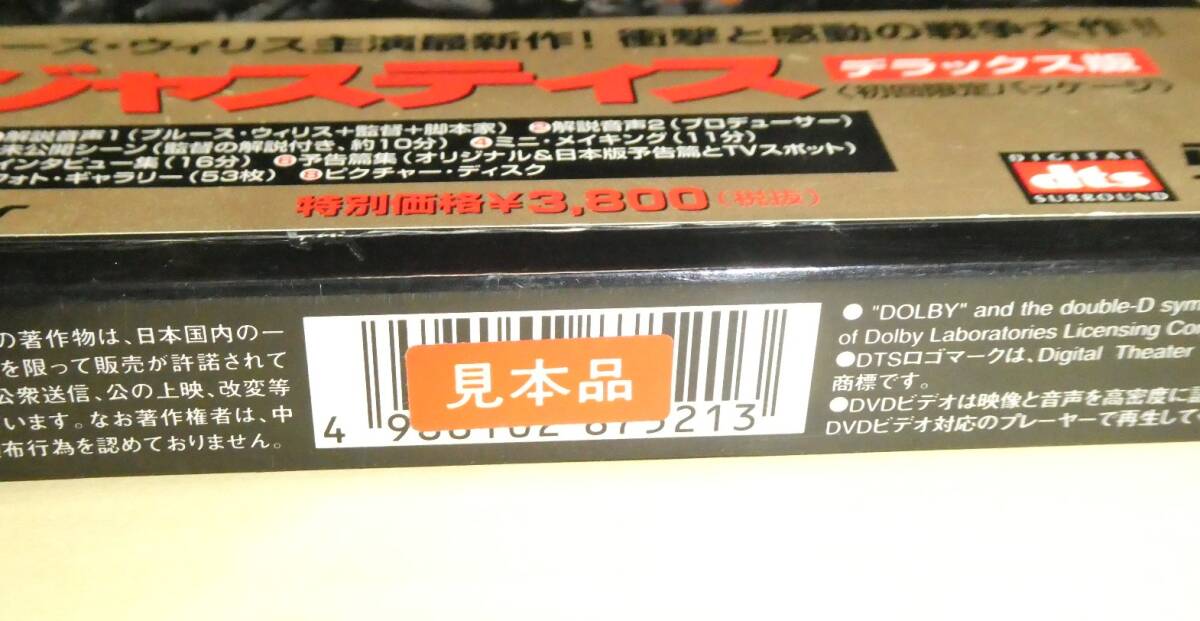 ース・ウィリス主演最新作! 衝撃と感動の戦争大作!!
ジャスティス デラックス版
(初回限定パッケージ)
解説音声1(ブルース・ウィリス+監督+脚本家) ❷解説音声2(プロデューサー)
未公開シーン(監督の解説付き、約10分) ❹ミニ・メイキング(11分)
インタビュー集(16分) ❻予告篇集(オリジナル&日本版予告篇とTVスポット)
フォト・ギャラリー(53枚) ❽ピクチャー・ディスク
特別価格¥3,800(税抜)
DIGITAL
dts
SURROUND
の著作物は、日本国内の一
を限って販売が許諾されて
公衆送信、公の上映、改変等
います。なお著作権者は、中
布行為を認めておりません。
見本品
4 988102 875213
● "DOLBY" and the double-D sym
of Dolby Laboratories Licensing Co
●DTSロゴマークは、Digital Theater
商標です。
●DVDビデオは映像と音声を高密度に
DVDビデオ対応のプレーヤーで再生して